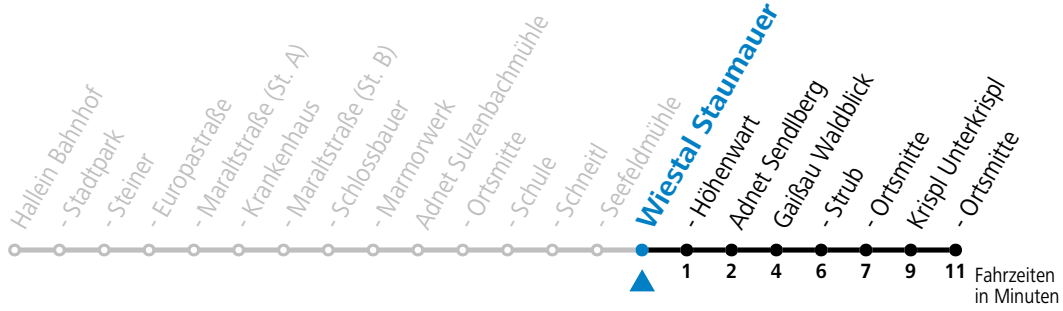 Hallein Bahnhof
- Stadtpark
- Steiner
- Europastraße
- Maraltstraße (St. A)
- Krankenhaus
- Maraltstraße (St. B)
- Schlossbauer
- Marmorwerk
Adnet Sulzenbachmühle
- Ortsmitte
- Schule
- Schneitl
- Seefeldmühle
Wiestal Staumauer
- Höhenwart
Adnet Sendlberg
Gaißau Waldblick
- Strub
- Ortsmitte
Krispl Unterkrispl
- Ortsmitte
1 2 4 6 7 9 11
Fahrzeiten
in Minuten